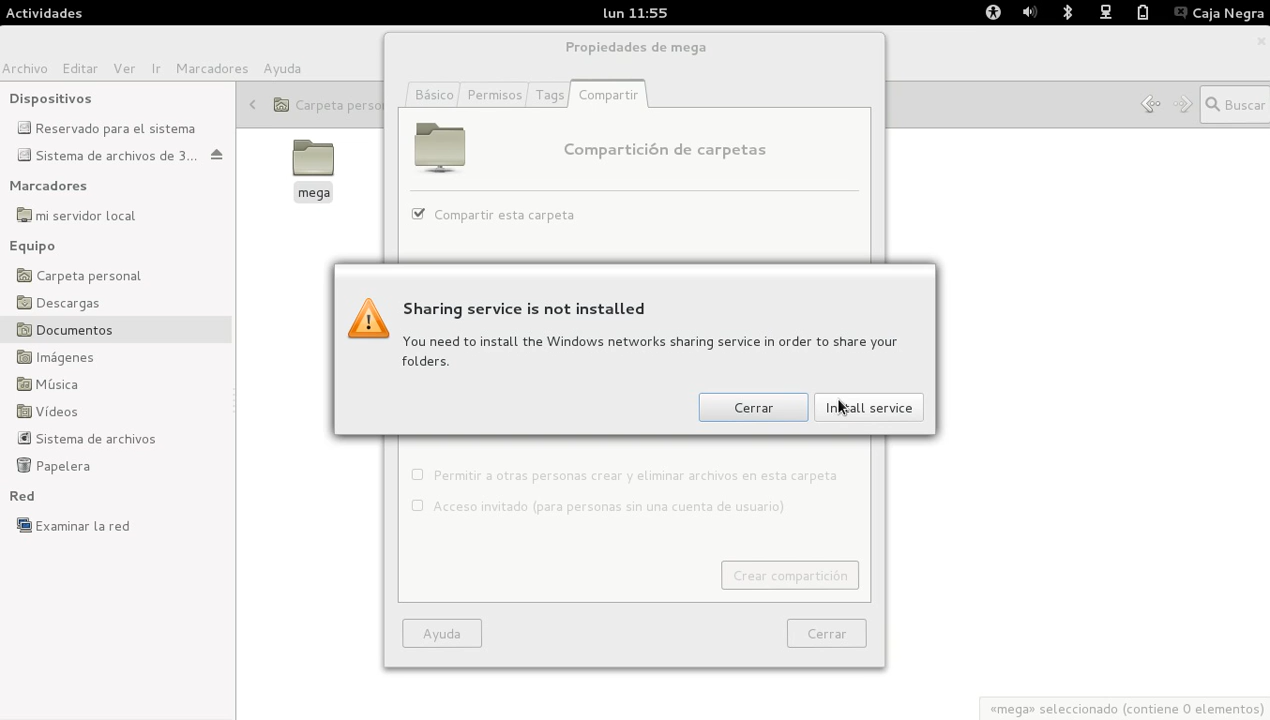 Actividades
lun 11:55
Caja Negra
Propiedades de mega
Archivo Editar Ver Ir Marcadores Ayuda
Dispositivos
Reservado para el sistema
Sistema de archivos de 3...
Marcadores
mi servidor local
Equipo
Carpeta personal
Descargas
Documentos
Imágenes
Música
Vídeos
Sistema de archivos
Papelera
Red
Examinar la red
Carpeta perso
Buscar
mega
Básico Permisos Tags Compartir
Compartición de carpetas
Compartir esta carpeta
Sharing service is not installed
You need to install the Windows networks sharing service in order to share your
folders.
Cerrar
Install service
Permitir a otras personas crear y eliminar archivos en esta carpeta
Acceso invitado (para personas sin una cuenta de usuario)
Crear compartición
Ayuda
Cerrar
«mega» seleccionado (contiene 0 elementos)